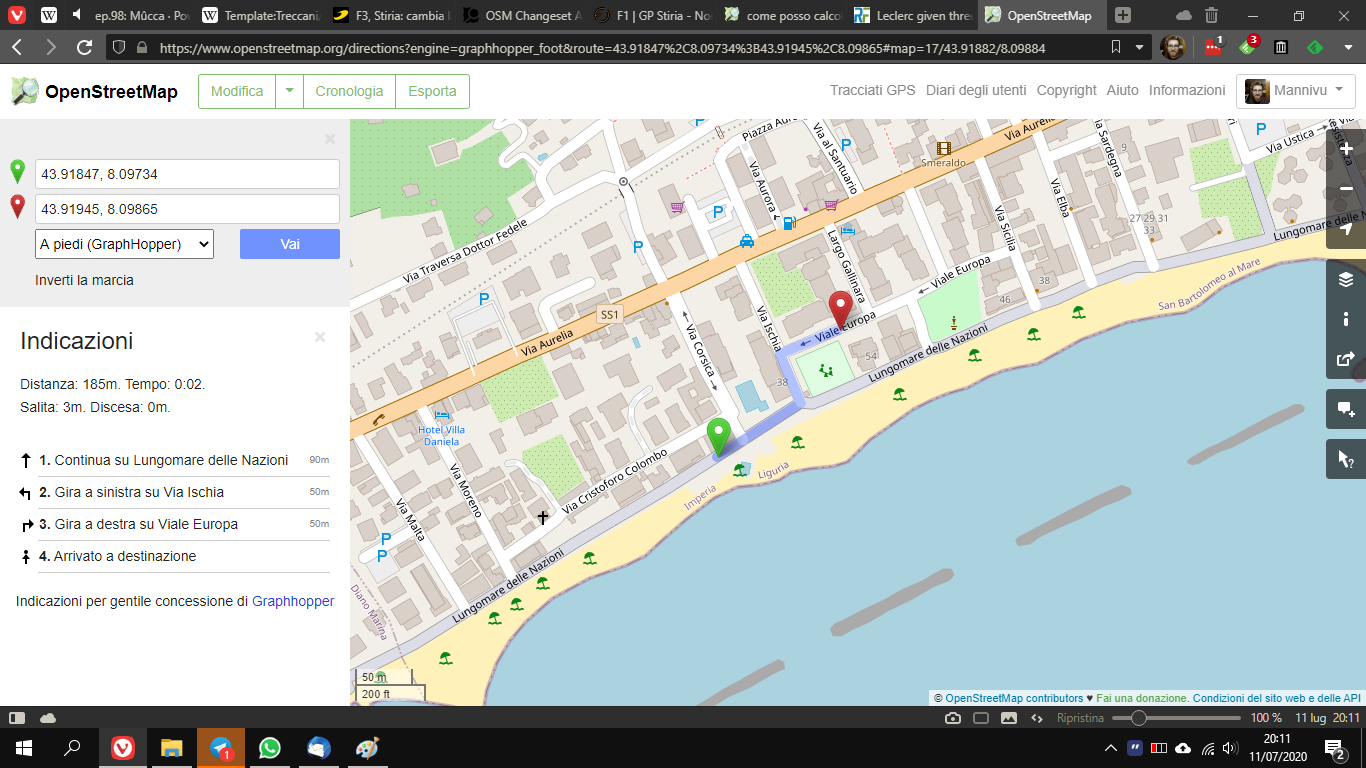 ep.98: Mûcca · Po
Template:Treccani,
F3, Stiria: cambia l
OSM Changeset A
F1 | GP Stiria - No
come posso calco
Leclerc given thre
OpenStreetMap
https://www.openstreetmap.org/directions?engine=graphhopper_foot&route=43.91847%2C8.09734%3B43.91945%2C8.09865#map=17/43.91882/8.09884
1
3
OpenStreetMap
Modifica
Cronologia
Esporta
Tracciati GPS
Diari degli utenti
Copyright
Aiuto
Informazioni
Mannivu
43.91847, 8.09734
43.91945, 8.09865
A piedi (GraphHopper)
Vai
Inverti la marcia
Indicazioni
Distanza: 185m. Tempo: 0:02.
Salita: 3m. Discesa: 0m.
1. Continua su Lungomare delle Nazioni 90m
2. Gira a sinistra su Via Ischia 50m
3. Gira a destra su Viale Europa 50m
4. Arrivato a destinazione
Indicazioni per gentile concessione di Graphhopper
Piazza Aure
Via al Santuario
Via Aurelia
Via Sardegna
Via Ustica
Smeraldo
9
Via Aurora
Via Elba
27 29 31
33
Via Traversa Dottor Fedele
Largo Gallinara
Via Sicilia
Lungomare delle Nazioni
Viale Europa
San Bartolomeo al Mare
38
46
SS1
Via Aurelia
Via Corsica
Via Ischia
Viale Europa
54
Lungomare delle Nazioni
38
Hotel Villa
Daniela
Via Cristoforo Colombo
Liguria
Imperia
Via Moreno
Via Malta
Lungomare delle Nazioni
Diano Marina
P
P
P
P
P
P
P
P
50 m
200 ft
© OpenStreetMap contributors ♥ Fai una donazione. Condizioni del sito web e delle API
Ripristina
100 %
11 lug 20:11
1
20:11
11/07/2020
2